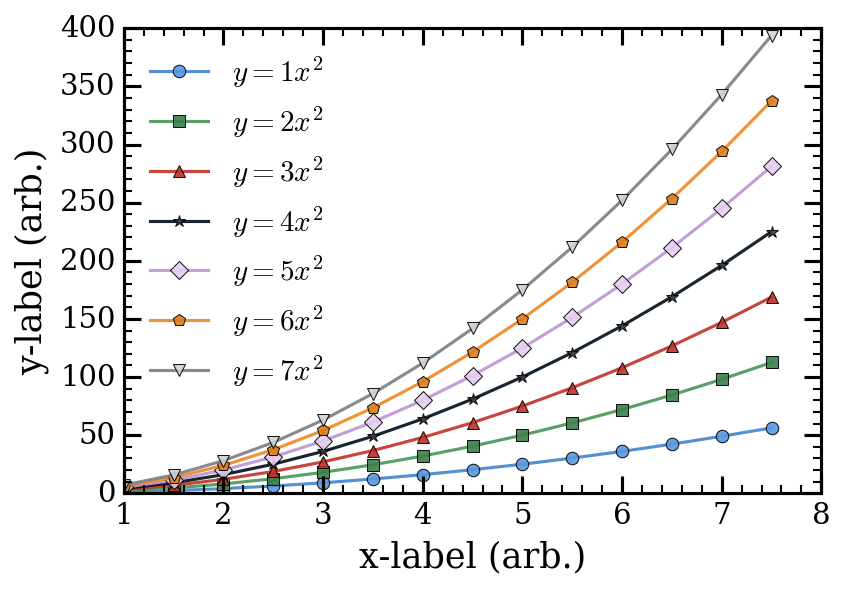 400
350
300
250
200
150
100
50
0
y-label (arb.)
y = 1x²
y = 2x²
y = 3x²
y = 4x²
y = 5x²
y = 6x²
y = 7x²
1 2 3 4 5 6 7 8
x-label (arb.)